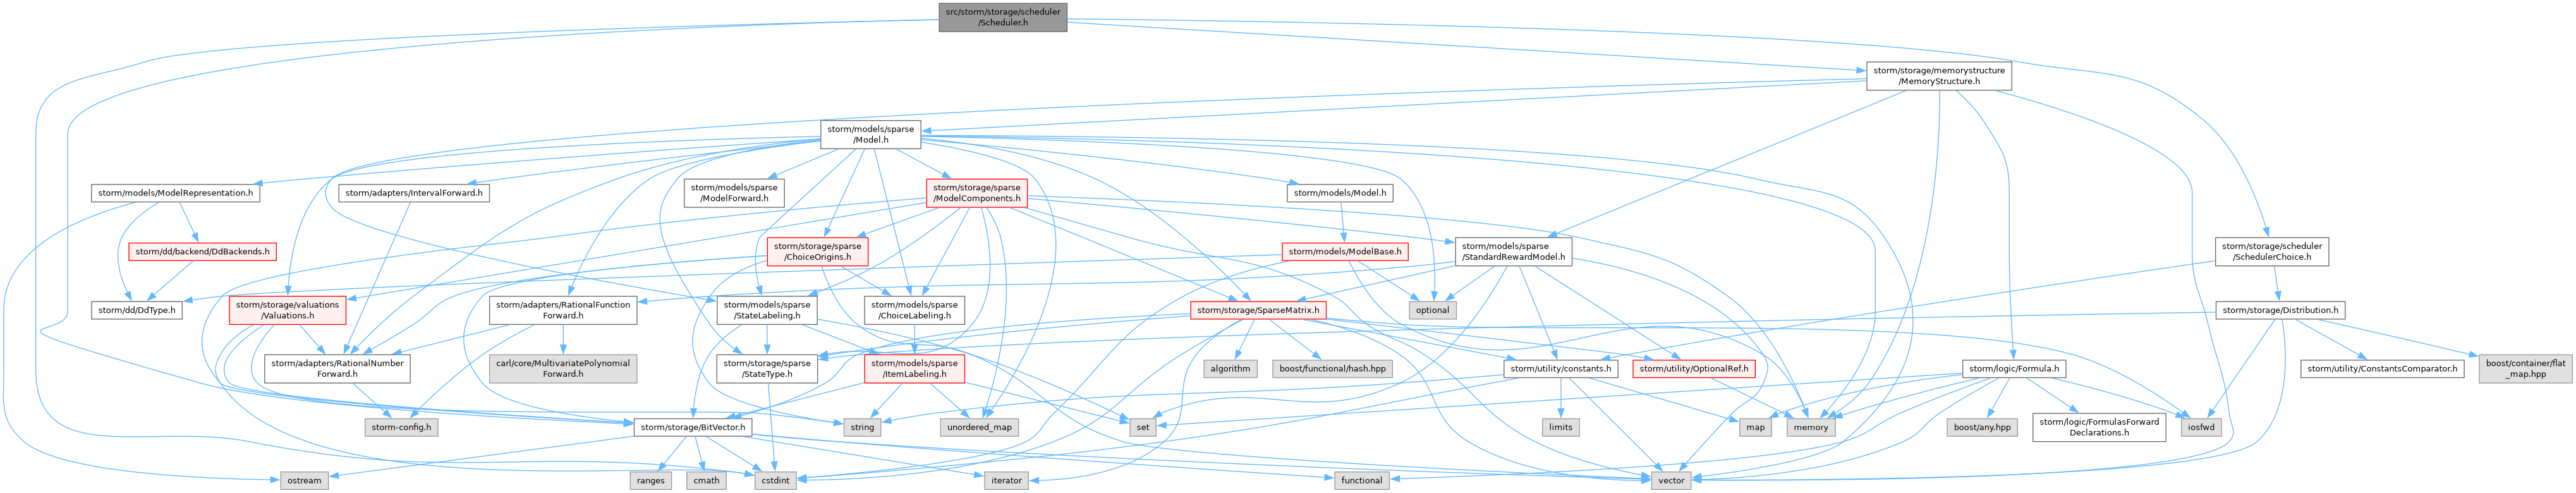 src/storm/storage/scheduler
/Scheduler.h
storm/storage/memorystructure
/MemoryStructure.h
storm/models/sparse
/Model.h
storm/models/ModelRepresentation.h
storm/adapters/IntervalForward.h
storm/models/sparse
/ModelForward.h
storm/storage/sparse
/ModelComponents.h
storm/models/Model.h
storm/dd/backend/DdBackends.h
storm/storage/sparse
/ChoiceOrigins.h
storm/models/ModelBase.h
storm/models/sparse
/StandardRewardModel.h
storm/storage/scheduler
/SchedulerChoice.h
storm/dd/DdType.h
storm/storage/valuations
/Valuations.h
storm/adapters/RationalFunction
Forward.h
storm/models/sparse
/StateLabeling.h
storm/models/sparse
/ChoiceLabeling.h
storm/storage/SparseMatrix.h
optional
storm/storage/Distribution.h
storm/adapters/RationalNumber
Forward.h
carl/core/MultivariatePolynomial
Forward.h
storm/storage/sparse
/StateType.h
storm/models/sparse
/ItemLabeling.h
algorithm
boost/functional/hash.hpp
storm/utility/constants.h
storm/utility/OptionalRef.h
storm/logic/Formula.h
storm/utility/ConstantsComparator.h
boost/container/flat
_map.hpp
storm-config.h
storm/storage/BitVector.h
string
unordered_map
set
limits
map
memory
boost/any.hpp
storm/logic/FormulasForward
Declarations.h
iosfwd
ostream
ranges
cmath
cstdint
iterator
functional
vector